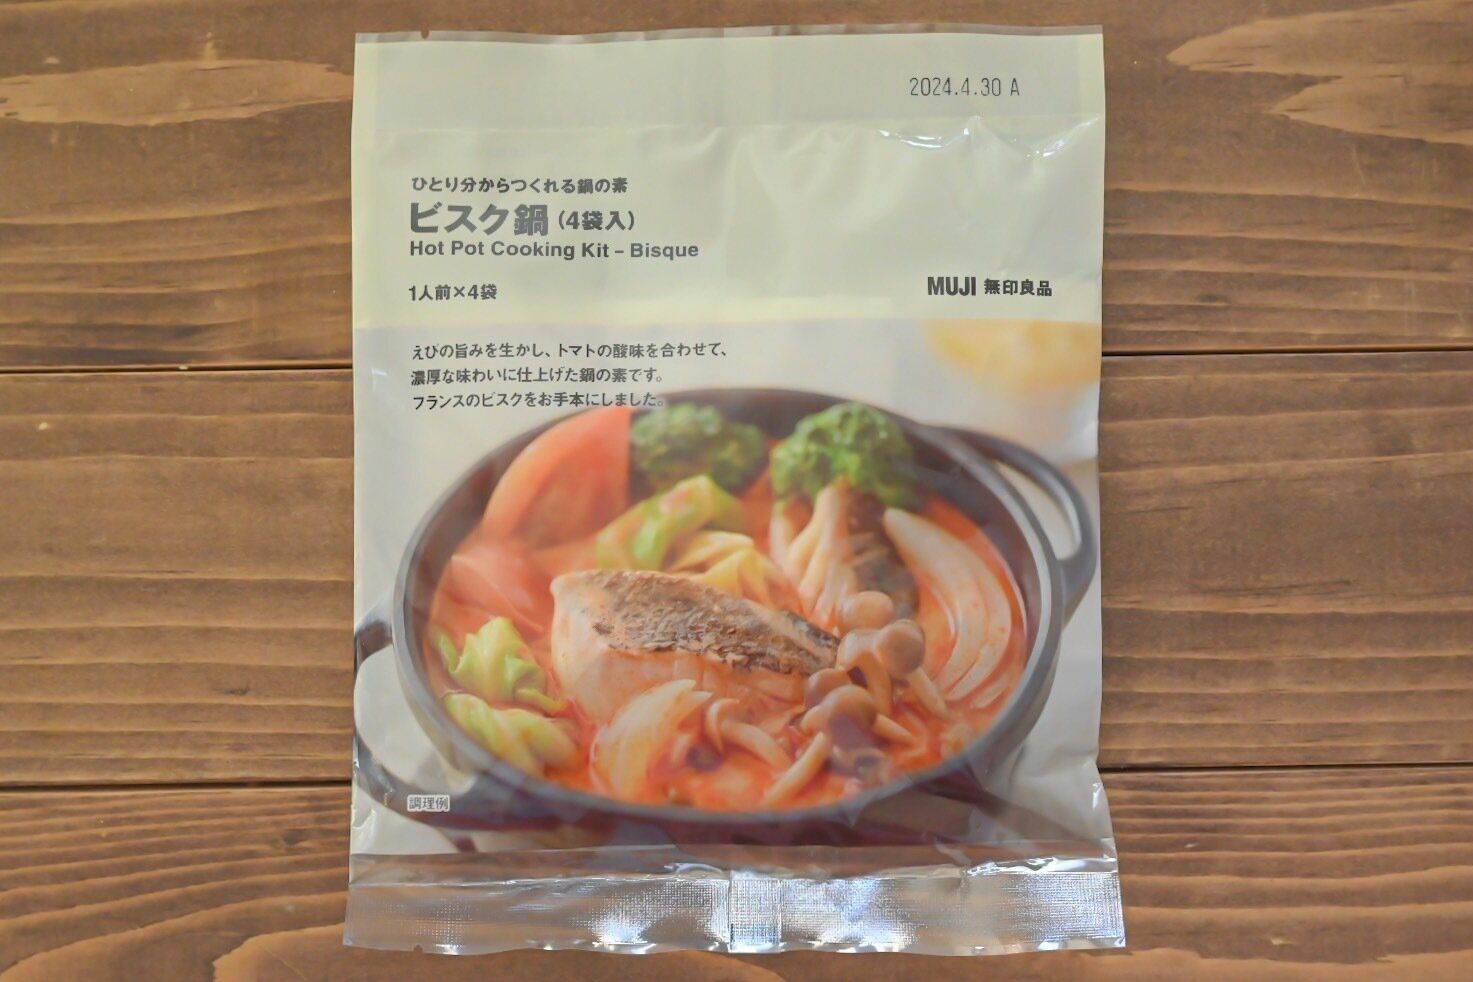 2024.4.30 A
ひとり分からつくれる鍋の素
ビスク鍋(4袋入)
Hot Pot Cooking Kit – Bisque
1人前×4袋
MUJI 無印良品
えびの旨みを生かし、トマトの酸味を合わせて、
濃厚な味わいに仕上げた鍋の素です。
フランスのビスクをお手本にしました。
調理例